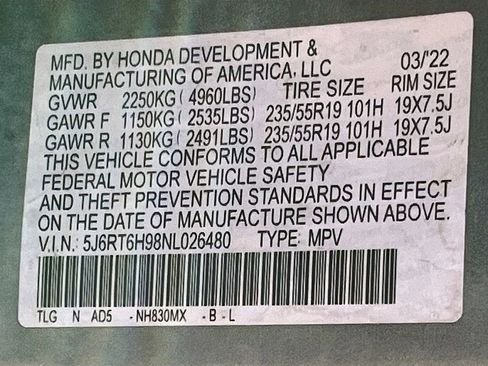 MFD. BY HONDA DEVELOPMENT &
MANUFACTURING OF AMERICA, LLC 03/'22
GVWR 2250KG ( 4960LBS) TIRE SIZE RIM SIZE
GAWR F 1150KG ( 2535LBS) 235/55R19 101H 19X7.5J
GAWR R 1130KG ( 2491LBS) 235/55R19 101H 19X7.5J
THIS VEHICLE CONFORMS TO ALL APPLICABLE
FEDERAL MOTOR VEHICLE SAFETY
AND THEFT PREVENTION STANDARDS IN EFFECT
ON THE DATE OF MANUFACTURE SHOWN ABOVE.
V.I.N.: 5J6RT6H98NL026480 TYPE: MPV
TLG N AD5 -NH830MX -B-L